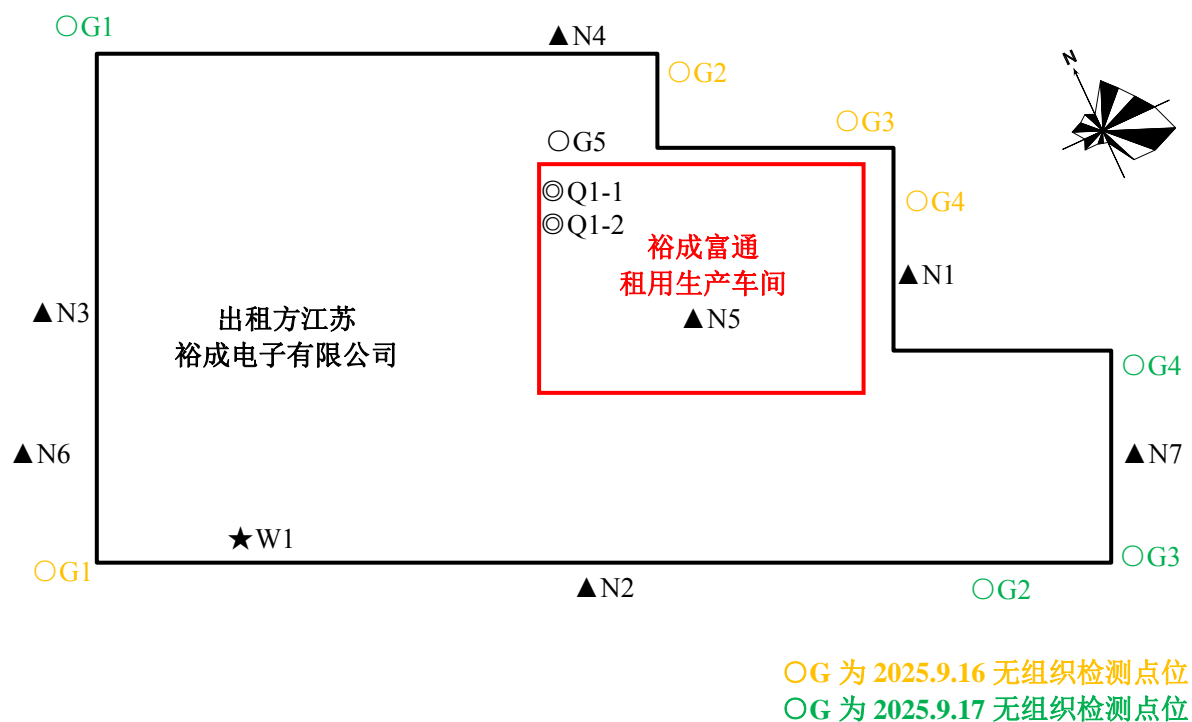 ○G1
▲N4
N
○G2
○G3
○G5
◎Q1-1
○G4
◎Q1-2
裕成富通
租用生产车间
▲N1
▲N3
出租方江苏
裕成电子有限公司
▲N5
○G4
▲N6
▲N7
★W1
○G3
○G1
▲N2
○G2
○G 为 2025.9.16 无组织检测点位
○G 为 2025.9.17 无组织检测点位